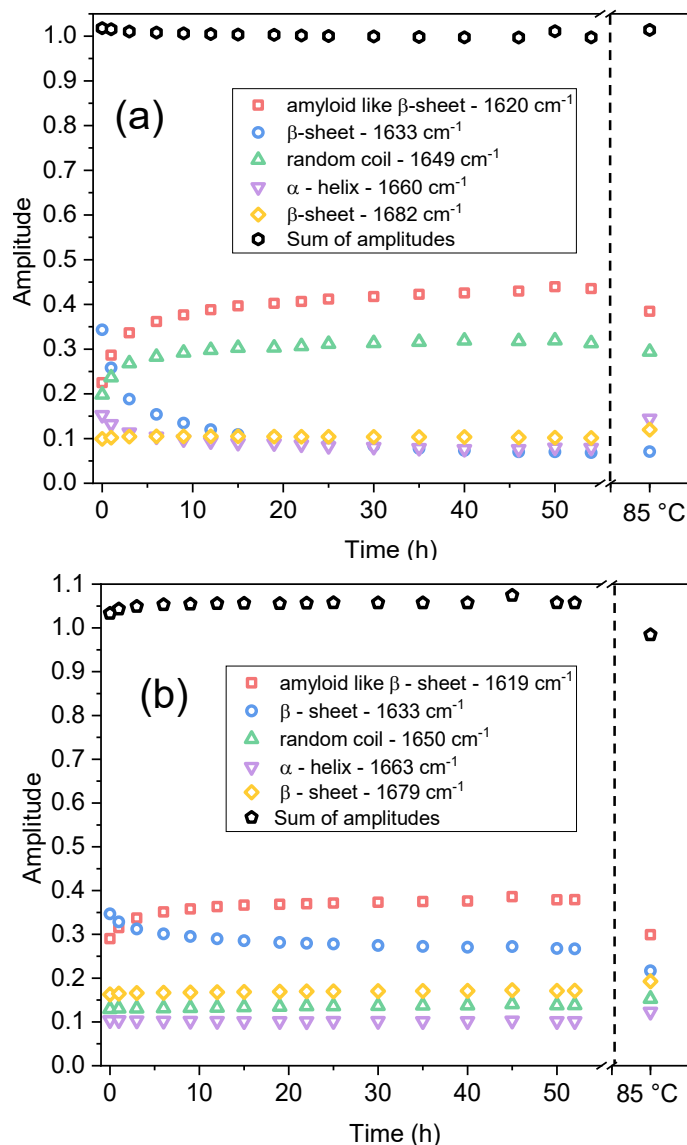 1.0
0.9
0.8
0.7
0.6
0.5
0.4
0.3
0.2
0.1
0.0
Amplitude
(a)
amyloid like β-sheet - 1620 cm⁻¹
β-sheet - 1633 cm⁻¹
random coil - 1649 cm⁻¹
α - helix - 1660 cm⁻¹
β-sheet - 1682 cm⁻¹
Sum of amplitudes
0 10 20 30 40 50 85 °C
Time (h)
1.1
1.0
0.9
0.8
0.7
0.6
0.5
0.4
0.3
0.2
0.1
0.0
Amplitude
(b)
amyloid like β - sheet - 1619 cm⁻¹
β - sheet - 1633 cm⁻¹
random coil - 1650 cm⁻¹
α - helix - 1663 cm⁻¹
β - sheet - 1679 cm⁻¹
Sum of amplitudes
0 10 20 30 40 50 85 °C
Time (h)